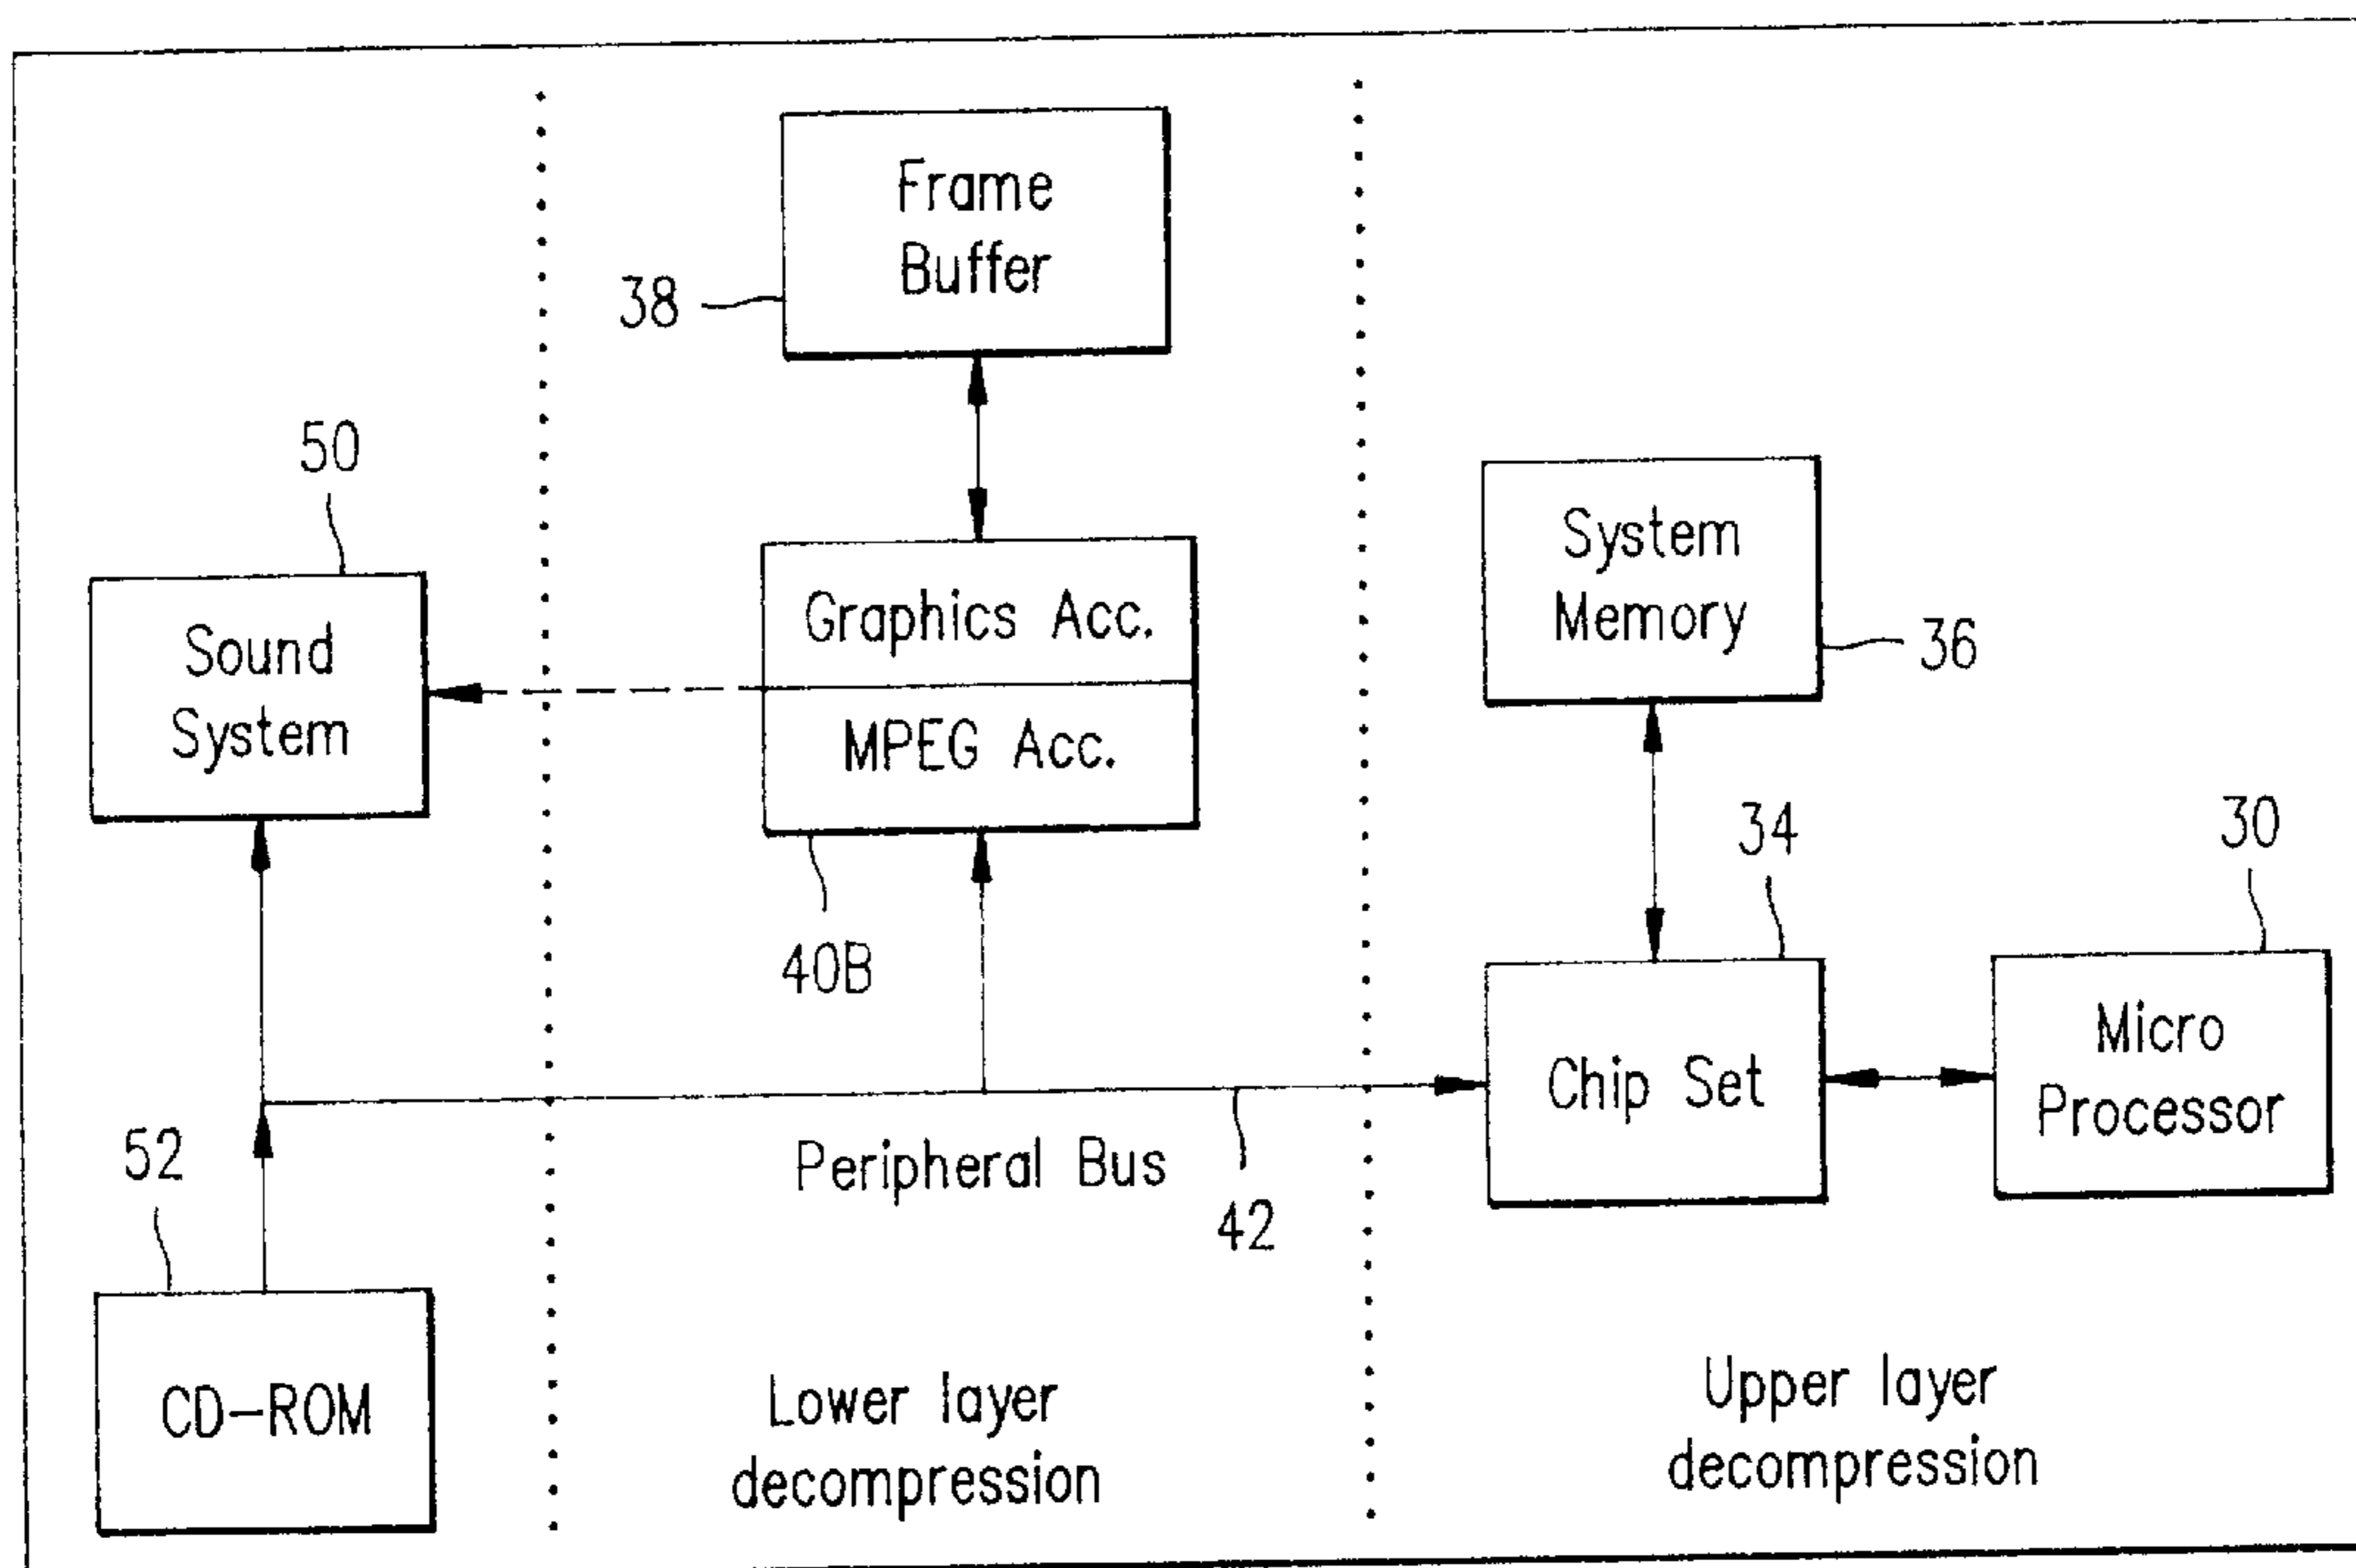 Frame
Buffer
38
50
Sound
System
Graphics Acc.
MPEG Acc.
40B
System
Memory
36
34
30
Chip Set
Micro
Processor
Peripheral Bus
42
52
CD-ROM
Lower layer
decompression
Upper layer
decompression